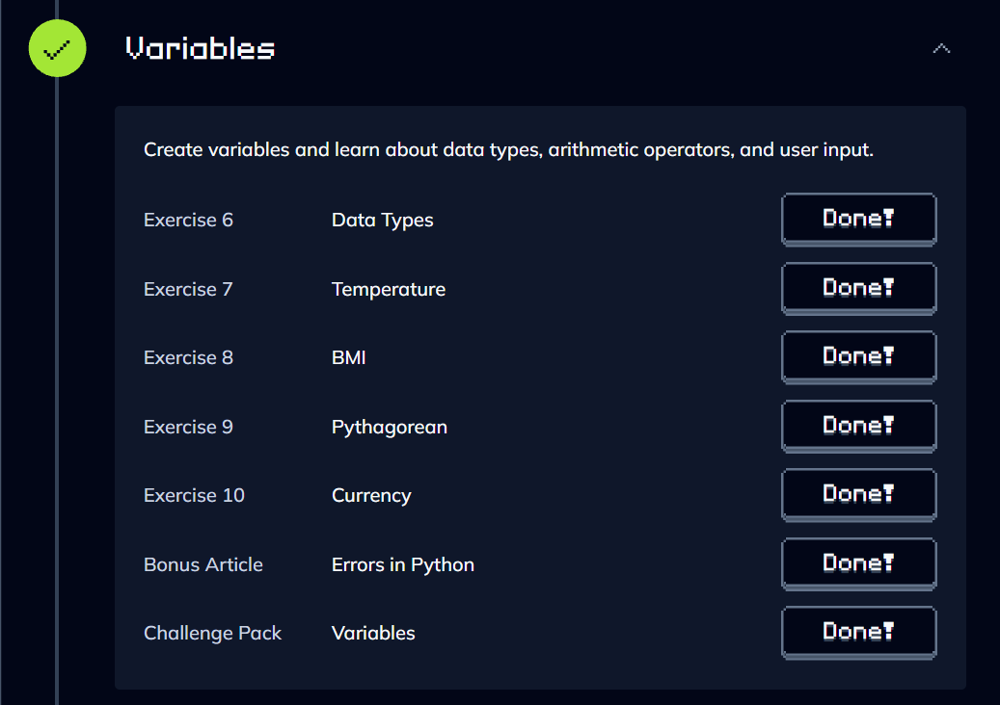 Variables
Create variables and learn about data types, arithmetic operators, and user input.
Exercise 6 Data Types Done!
Exercise 7 Temperature Done!
Exercise 8 BMI Done!
Exercise 9 Pythagorean Done!
Exercise 10 Currency Done!
Bonus Article Errors in Python Done!
Challenge Pack Variables Done!